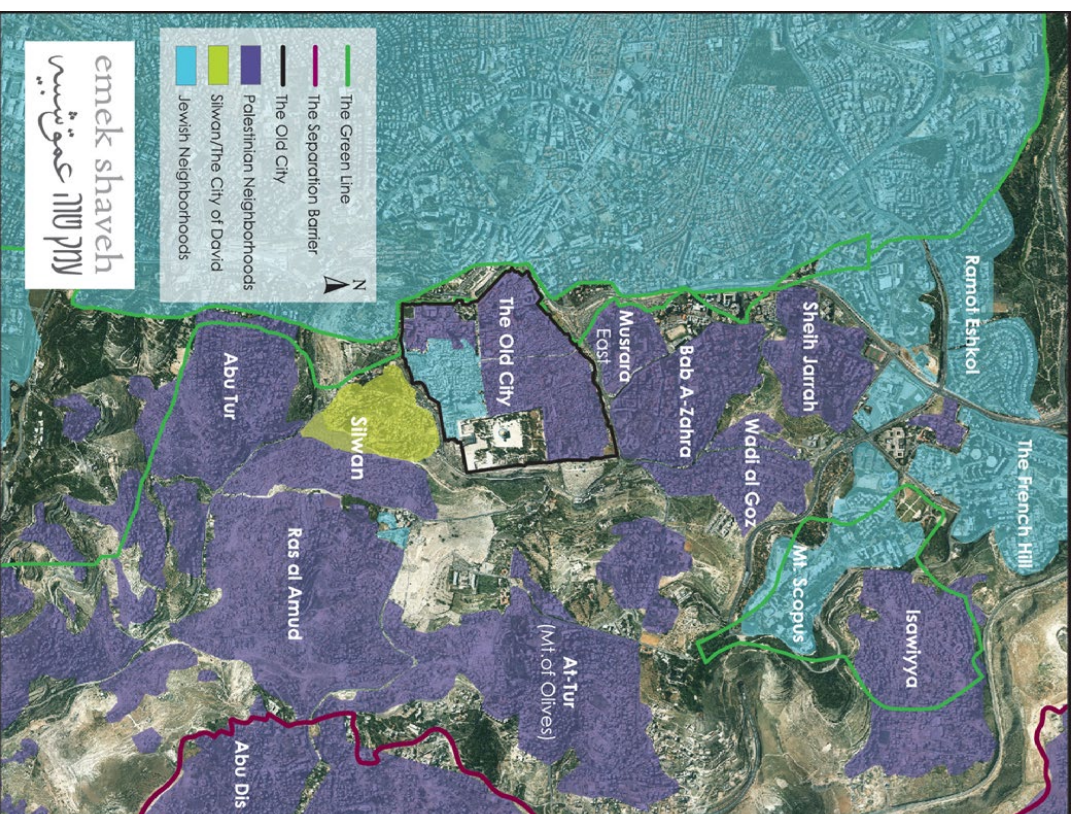 The French Hill
Ramot Eshkol
Isawiyya
Sheih Jarrah
Mt. Scopus
Wadi al Goz
Bab A-Zahra
Musrara
East
At-Tur
(Mt.of Olives)
The Old City
Silwan
Ras al Amud
Abu Tur
Abu Dis
N
The Green Line
The Separation Barrier
The Old City
Palestinian Neighborhoods
Silwan/The City of David
Jewish Neighborhoods
emek shaveh
עמק שווה عمق شبيه